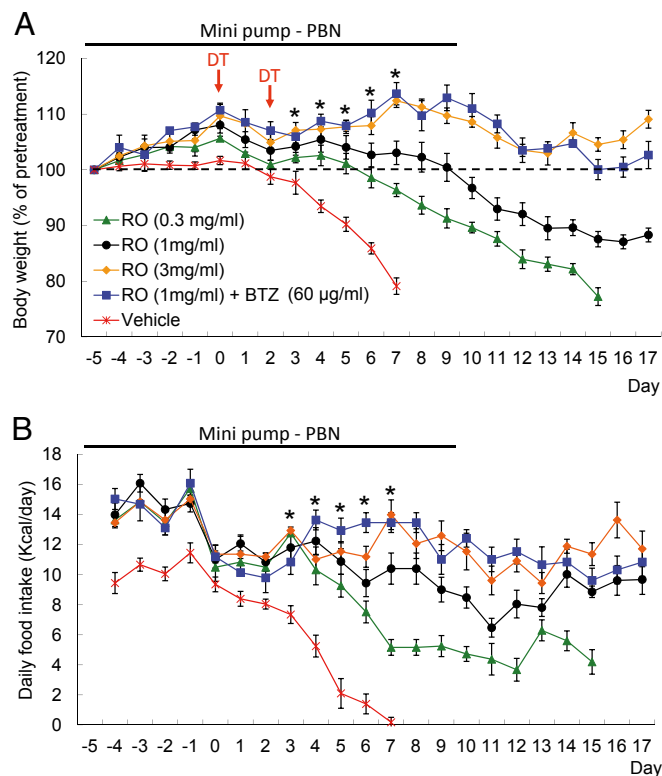 A
Mini pump - PBN
DT
DT
* * * * *
Body weight (% of pretreatment)
120
110
100
90
80
70
RO (0.3 mg/ml)
RO (1mg/ml)
RO (3mg/ml)
RO (1mg/ml) + BTZ (60 µg/ml)
Vehicle
-5 -4 -3 -2 -1 0 1 2 3 4 5 6 7 8 9 10 11 12 13 14 15 16 17
Day
B
Mini pump - PBN
* * * * *
Daily food intake (Kcal/day)
18
16
14
12
10
8
6
4
2
0
-5 -4 -3 -2 -1 0 1 2 3 4 5 6 7 8 9 10 11 12 13 14 15 16 17
Day